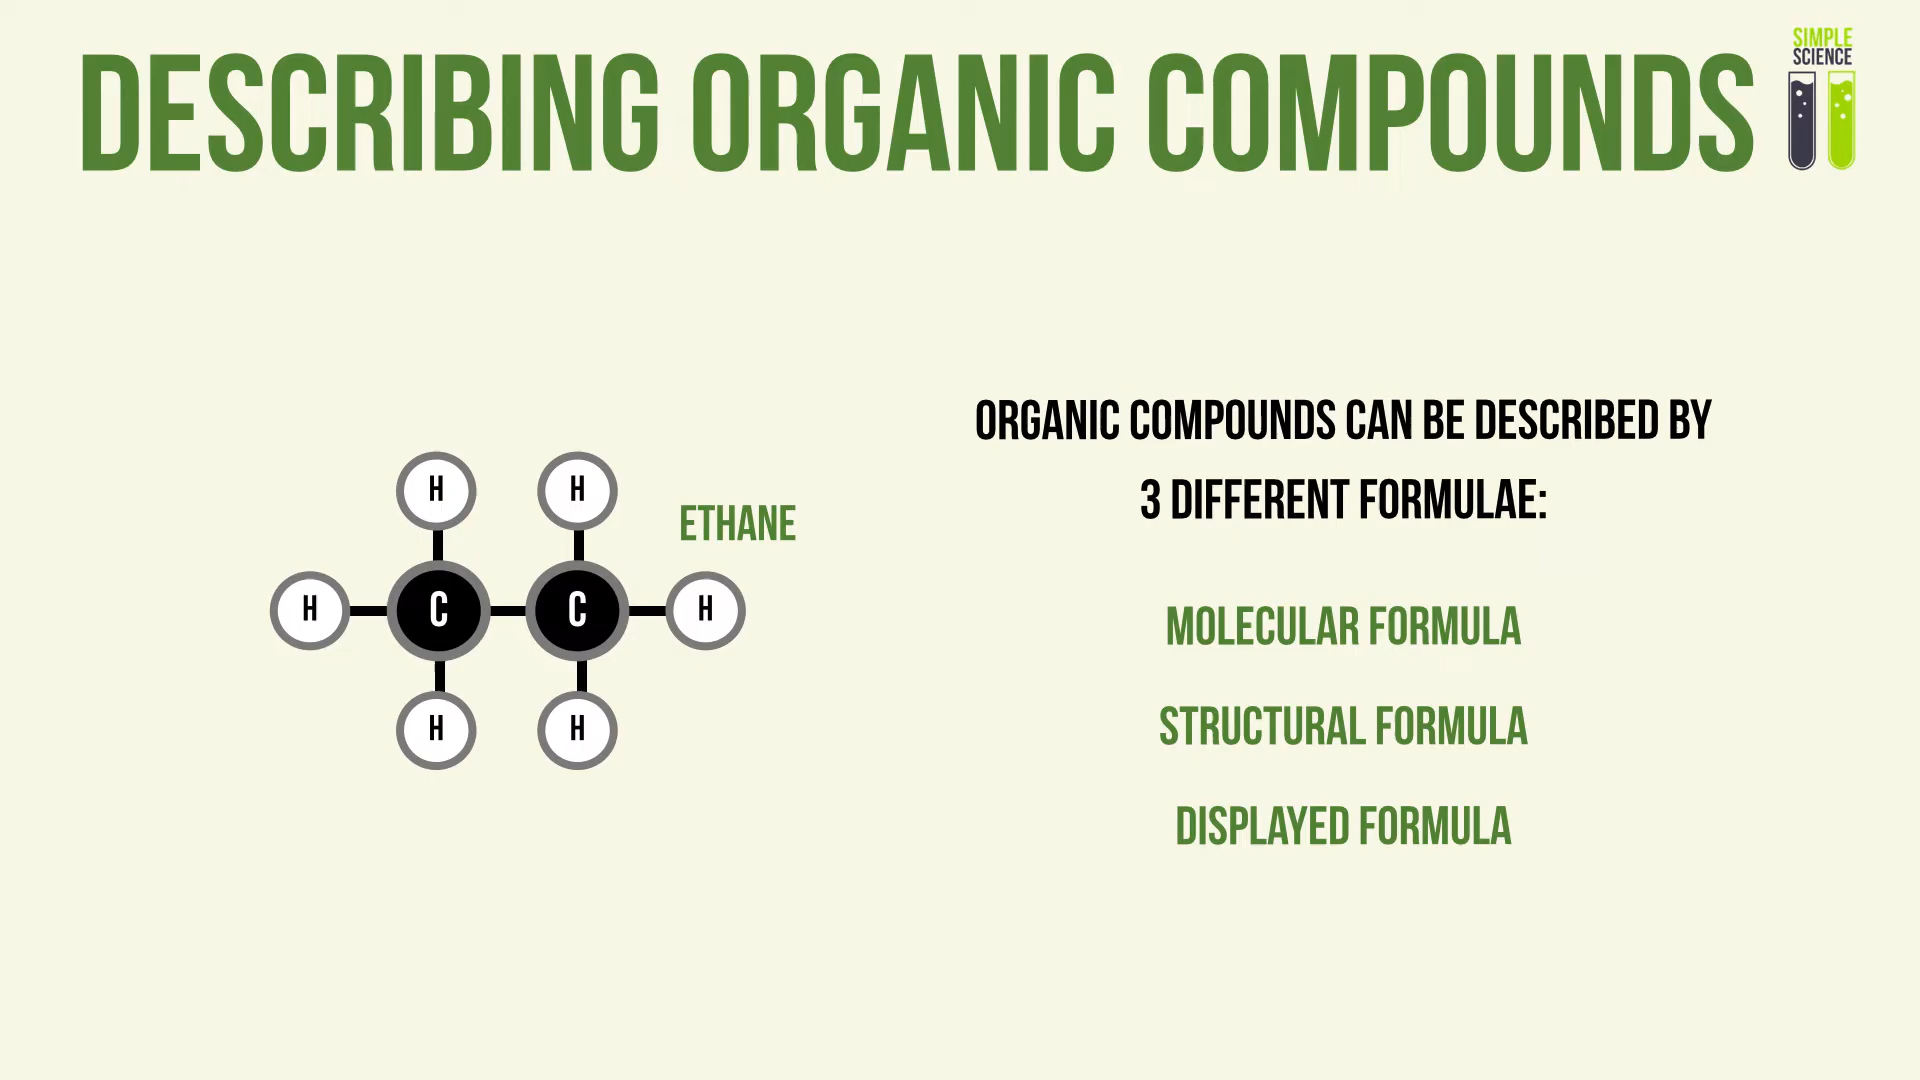 DESCRIBING ORGANIC COMPOUNDS
SIMPLE
SCIENCE
ORGANIC COMPOUNDS CAN BE DESCRIBED BY
3 DIFFERENT FORMULAE:
H H
ETHANE
H C C H
H H
MOLECULAR FORMULA
STRUCTURAL FORMULA
DISPLAYED FORMULA